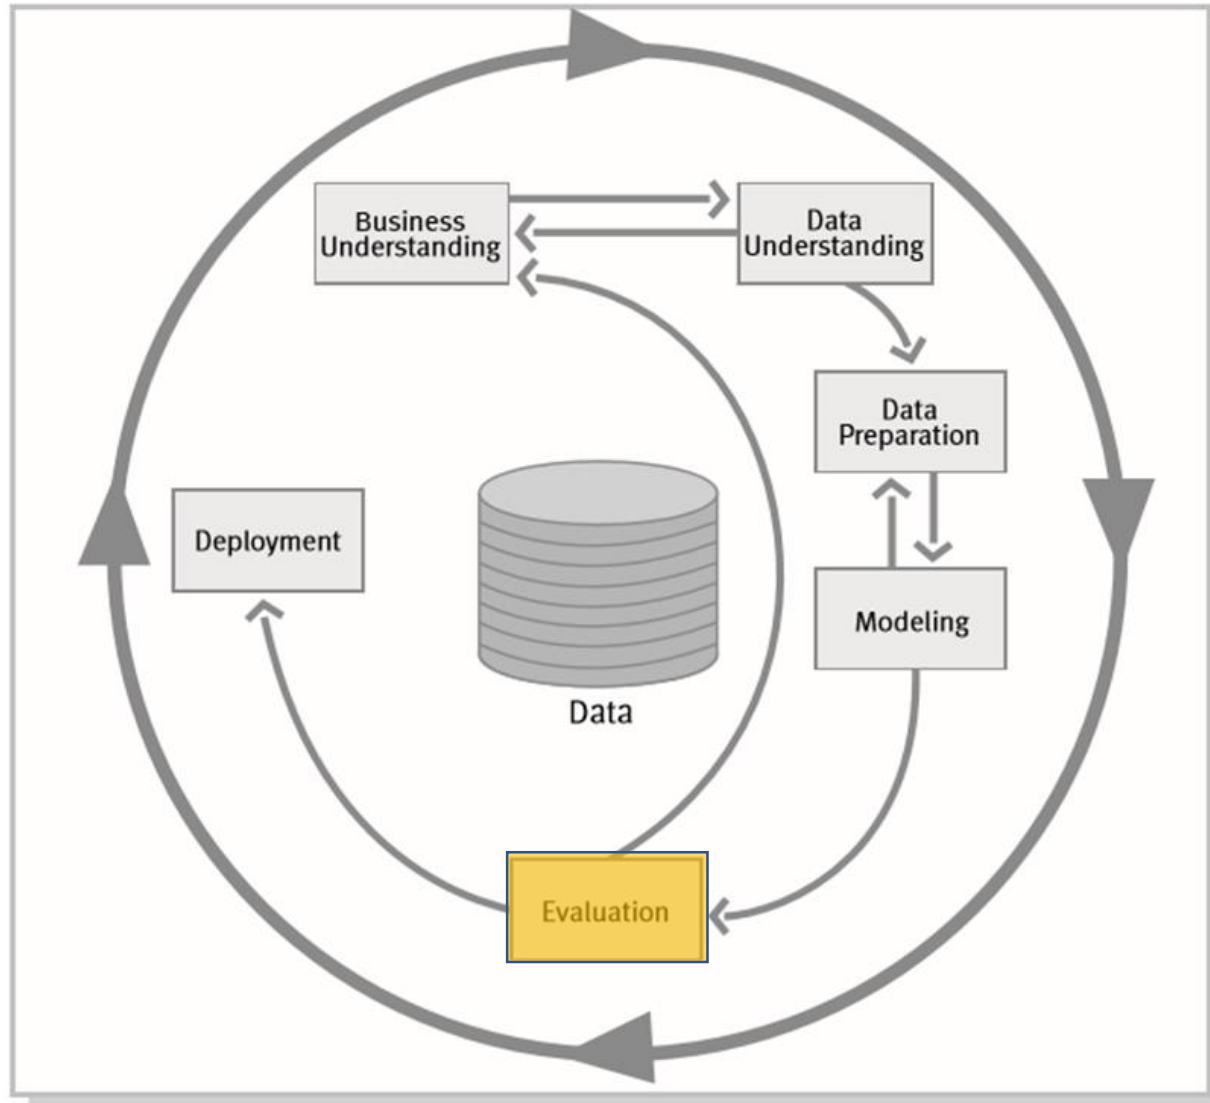 Business
Understanding
Data
Understanding
Data
Preparation
Deployment
Modeling
Data
Evaluation